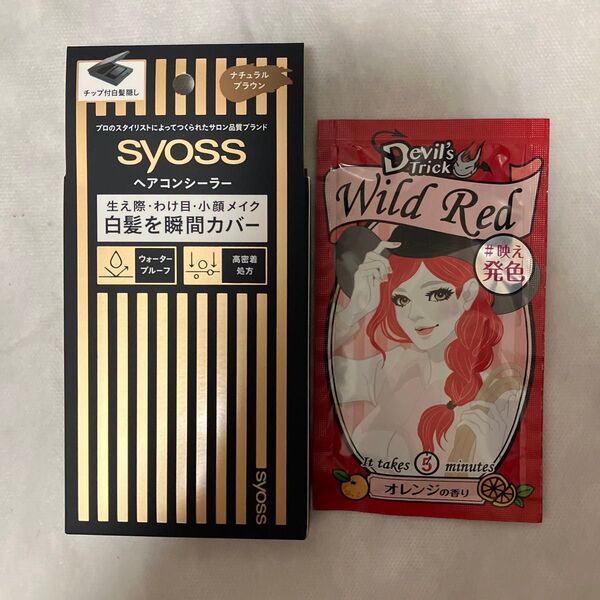 チップ付白髪隠し
ナチュラル
ブラウン
プロのスタイリストによってつくられたサロン品質ブランド
syoss
ヘアコンシーラー
生え際・わけ目・小顔メイク
白髪を瞬間カバー
ウォーター
プルーフ
高密着
処方
syoss
Devil's
Trick
Wild Red
#映え
発色
It takes 5 minutes
オレンジの香り